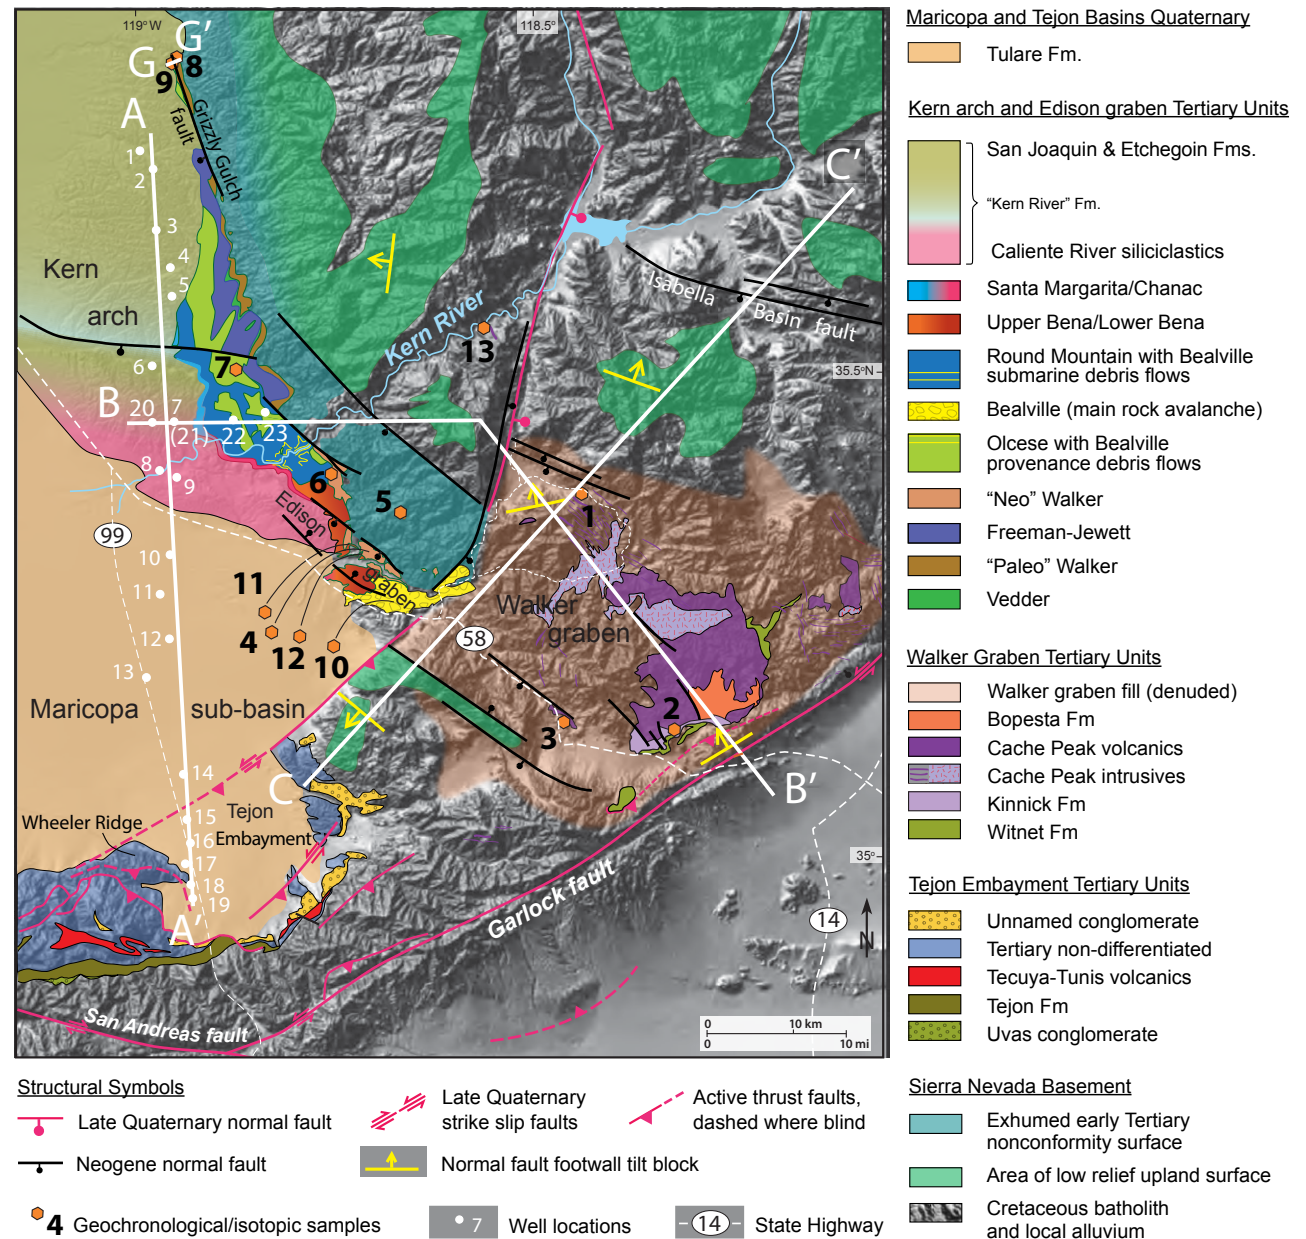 119° W
118.5°
G
G'
9
8
A
Grizzly Gulch
fault
1
2
C'
3
4
5
Kern
arch
Isabella
Basin fault
Kern River
13
35.5°N
6
7
B
20
7
(21)
22
23
8
9
6
5
Edison
graben
1
99
10
11
11
4
12
10
12
13
Walker
graben
58
Maricopa
sub-basin
3
2
14
C
B'
Tejon
Embayment
15
Wheeler Ridge
16
17
18
19
A'
35°
Garlock fault
14
N
San Andreas fault
0 10 km
0 10 mi
Maricopa and Tejon Basins Quaternary
Tulare Fm.
Kern arch and Edison graben Tertiary Units
San Joaquin & Etchegoin Fms.
“Kern River” Fm.
Caliente River siliciclastics
Santa Margarita/Chanac
Upper Bena/Lower Bena
Round Mountain with Bealville
submarine debris flows
Bealville (main rock avalanche)
Olcese with Bealville
provenance debris flows
“Neo” Walker
Freeman-Jewett
“Paleo” Walker
Vedder
Walker Graben Tertiary Units
Walker graben fill (denuded)
Bopesta Fm
Cache Peak volcanics
Cache Peak intrusives
Kinnick Fm
Witnet Fm
Tejon Embayment Tertiary Units
Unnamed conglomerate
Tertiary non-differentiated
Tecuya-Tunis volcanics
Tejon Fm
Uvas conglomerate
Sierra Nevada Basement
Exhumed early Tertiary
nonconformity surface
Area of low relief upland surface
Cretaceous batholith
and local alluvium
Structural Symbols
Late Quaternary normal fault
Late Quaternary
strike slip faults
Active thrust faults,
dashed where blind
Neogene normal fault
Normal fault footwall tilt block
4 Geochronological/isotopic samples
7 Well locations
14 State Highway